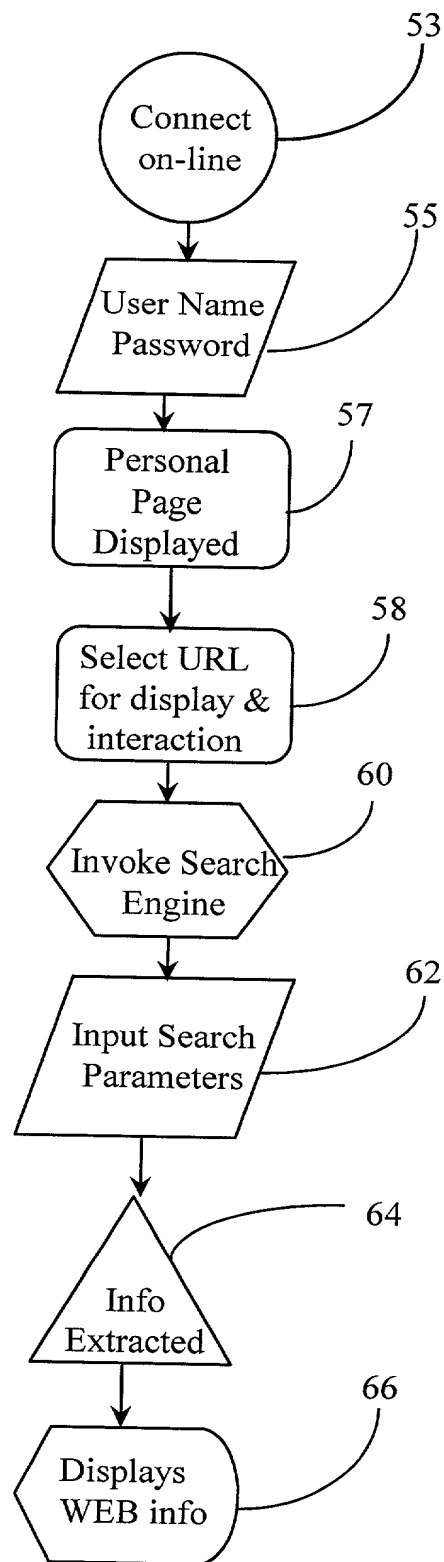 53
Connect
on-line
55
User Name
Password
57
Personal
Page
Displayed
58
Select URL
for display &
interaction
60
Invoke Search
Engine
62
Input Search
Parameters
64
Info
Extracted
66
Displays
WEB info